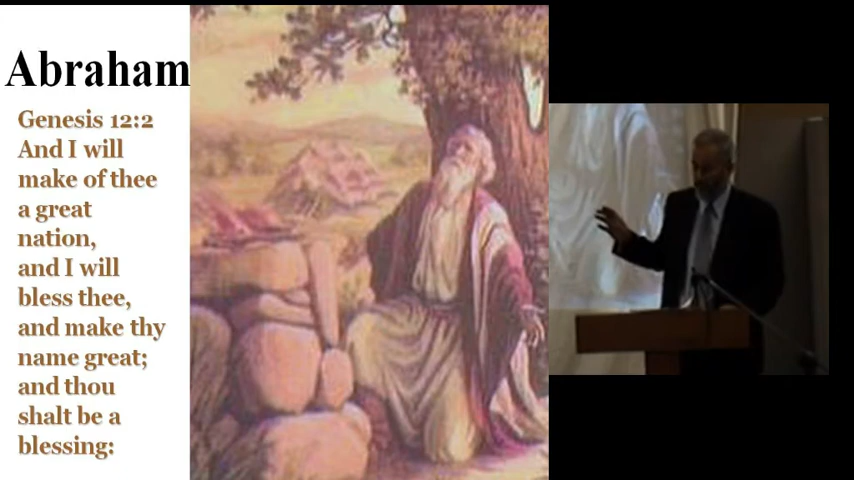 Abraham
Genesis 12:2
And I will
make of thee
a great
nation,
and I will
bless thee,
and make thy
name great;
and thou
shalt be a
blessing: